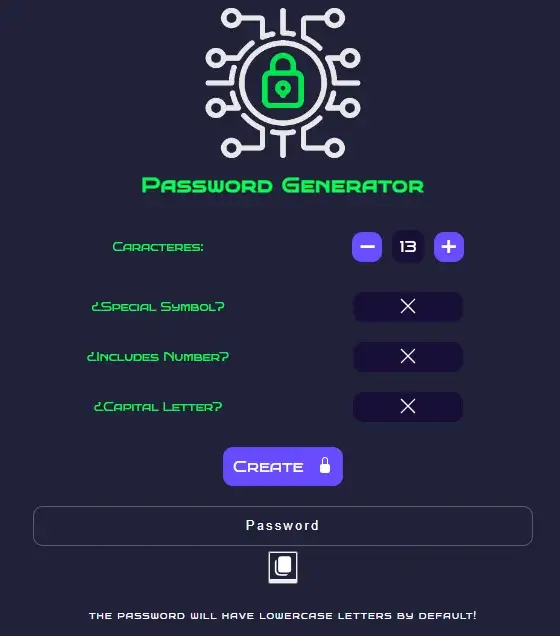 Password Generator
Caracteres:
13
¿Special Symbol?
¿Includes Number?
¿Capital Letter?
Create
Password
the password will have lowercase letters by default!